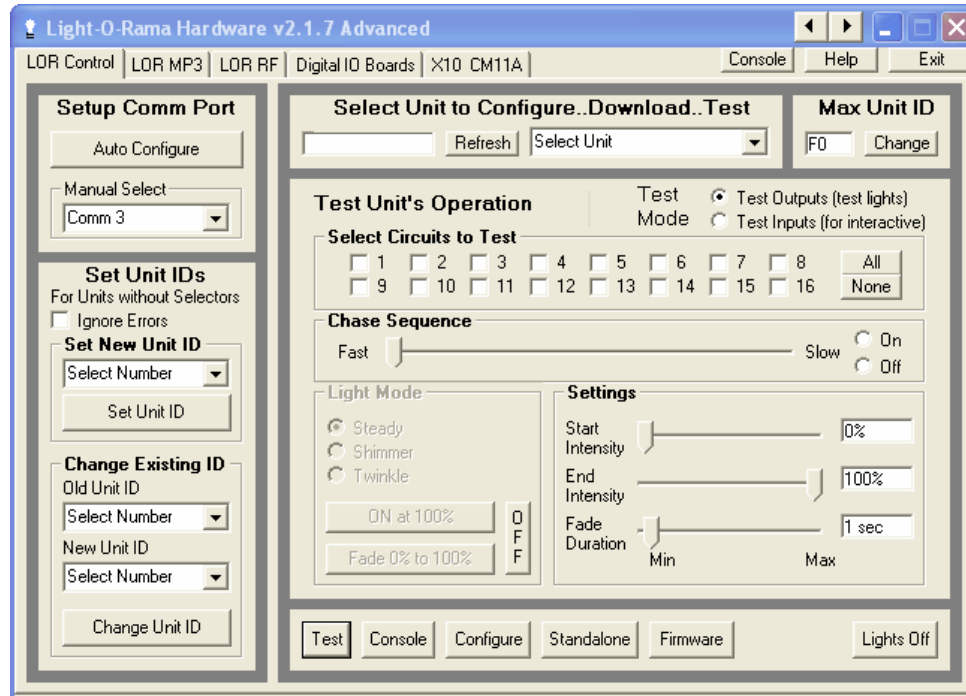 Light-O-Rama Hardware v2.1.7 Advanced
LOR Control LOR MP3 LOR RF Digital IO Boards X10 CM11A Console Help Exit
Setup Comm Port
Auto Configure
Manual Select
Comm 3
Set Unit IDs
For Units without Selectors
Ignore Errors
Set New Unit ID
Select Number
Set Unit ID
Change Existing ID
Old Unit ID
Select Number
New Unit ID
Select Number
Change Unit ID
Select Unit to Configure..Download..Test
Refresh Select Unit
Max Unit ID
F0 Change
Test Unit's Operation
Test Mode
Test Outputs (test lights)
Test Inputs (for interactive)
Select Circuits to Test
1 2 3 4 5 6 7 8 All
9 10 11 12 13 14 15 16 None
Chase Sequence
Fast Slow On
Off
Light Mode
Steady
Shimmer
Twinkle
ON at 100%
Fade 0% to 100%
OFF
Settings
Start Intensity 0%
End Intensity 100%
Fade Duration 1 sec
Min Max
Test Console Configure Standalone Firmware Lights Off